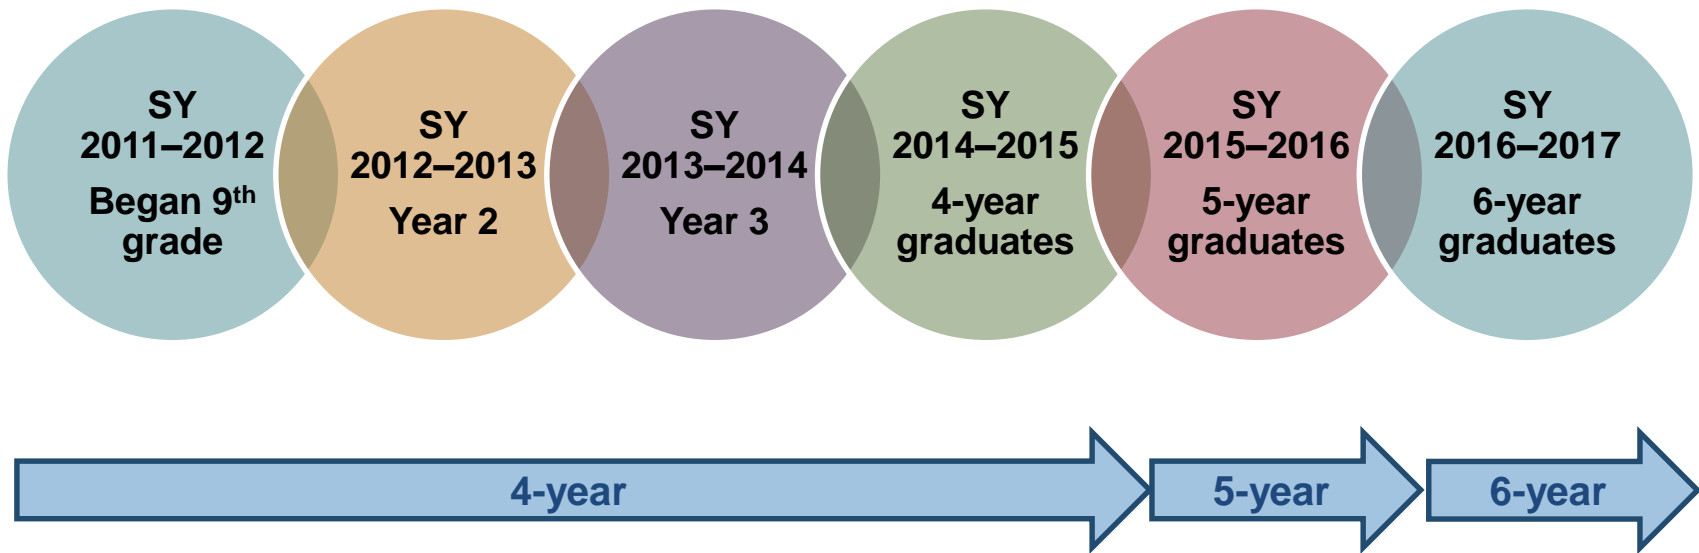 SY
2011–2012
Began 9th
grade
SY
2012–2013
Year 2
SY
2013–2014
Year 3
SY
2014–2015
4-year
graduates
SY
2015–2016
5-year
graduates
SY
2016–2017
6-year
graduates
4-year
5-year
6-year